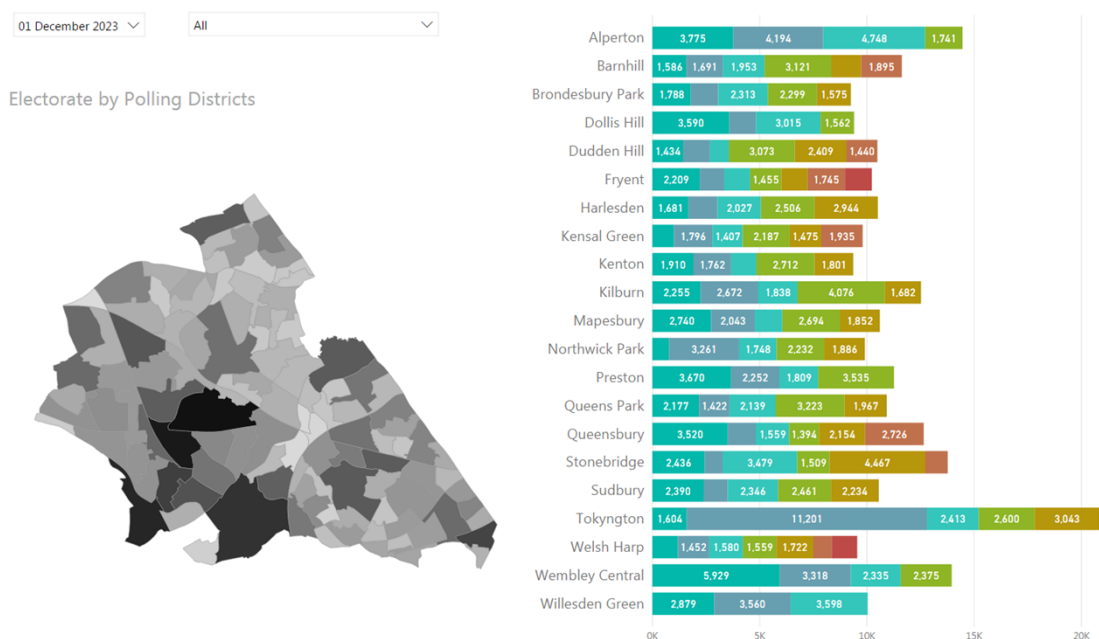 01 December 2023
All
Electorate by Polling Districts
Alperton 3,775 4,194 4,748 1,741
Barnhill 1,586 1,691 1,953 3,121 1,895
Brondesbury Park 1,788 2,313 2,299 1,575
Dollis Hill 3,590 3,015 1,562
Dudden Hill 1,434 3,073 2,409 1,440
Fryent 2,209 1,455 1,745
Harlesden 1,681 2,027 2,506 2,944
Kensal Green 1,796 1,407 2,187 1,475 1,935
Kenton 1,910 1,762 2,712 1,801
Kilburn 2,255 2,672 1,838 4,076 1,682
Mapesbury 2,740 2,043 2,694 1,852
Northwick Park 3,261 1,748 2,232 1,886
Preston 3,670 2,252 1,809 3,535
Queens Park 2,177 1,422 2,139 3,223 1,967
Queensbury 3,520 1,559 1,394 2,154 2,726
Stonebridge 2,436 3,479 1,509 4,467
Sudbury 2,390 2,346 2,461 2,234
Tokyngton 1,604 11,201 2,413 2,600 3,043
Welsh Harp 1,452 1,580 1,559 1,722
Wembley Central 5,929 3,318 2,335 2,375
Willesden Green 2,879 3,560 3,598
0K 5K 10K 15K 20K